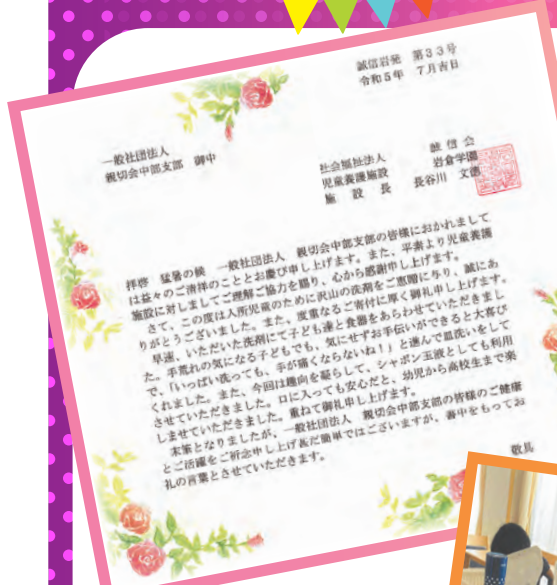 誠信岩発 第33号
令和5年 7月吉日
一般社団法人
親切会中部支部 御中
社会福祉法人 誠信会
児童養護施設 岩倉学園
施設長 長谷川 文徳
拝啓 猛暑の候 一般社団法人 親切会中部支部の皆様におかれまして
は益々のご清祥のこととお慶び申し上げます。また、平素より児童養護
施設に対しましてご理解ご協力を賜り、心から感謝申し上げます。
さて、この度は入所児童のために沢山の洗剤をご恵贈に与り、誠にあ
りがとうございました。また、度重なるご寄付に厚く御礼申し上げます。
早速、いただいた洗剤にて子ども達と食器をあらわせていただきまし
た。手荒れの気になる子どもでも、気にせずお手伝いができると大喜び
で、「いっぱい洗っても、手が痛くならないね！」と進んで皿洗いをして
くれました。また、今回は趣向を凝らして、シャボン玉液としても利用
させていただきました。口に入っても安心だと、幼児から高校生まで楽
しませていただきました。重ねて御礼申し上げます。
末筆となりましたが、一般社団法人 親切会中部支部の皆様のご健康
とご活躍をご祈念申し上げ甚だ簡単ではございますが、書中をもってお
礼の言葉とさせていただきます。
敬具